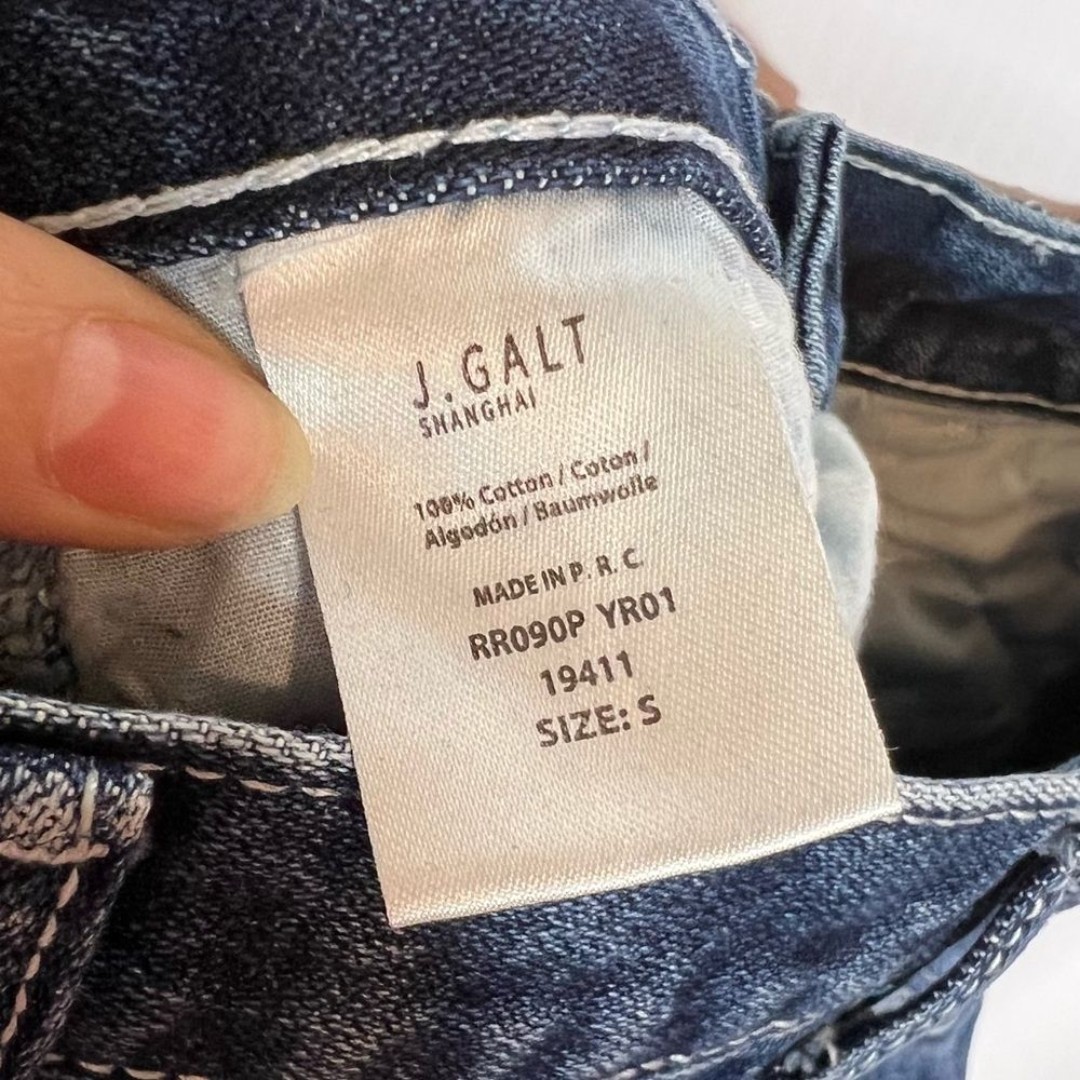 J.GALT
SHANGHAI
100% Cotton / Coton /
Algodón / Baumwolle
MADE IN P. R. C.
RR090P YR01
19411
SIZE: S